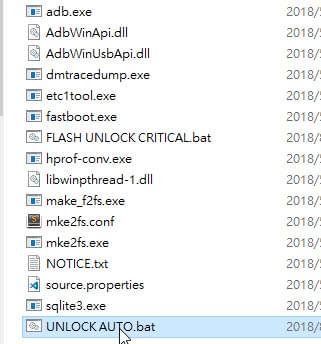 adb.exe 2018/
AdbWinApi.dll 2018/
AdbWinUsbApi.dll 2018/
dmtracedump.exe 2018/
etc1tool.exe 2018/
fastboot.exe 2018/
FLASH UNLOCK CRITICAL.bat 2018/
hprof-conv.exe 2018/
libwinpthread-1.dll 2018/
make_f2fs.exe 2018/
mke2fs.conf 2018/
mke2fs.exe 2018/
NOTICE.txt 2018/
source.properties 2018/
sqlite3.exe 2018/
UNLOCK AUTO.bat 2018/